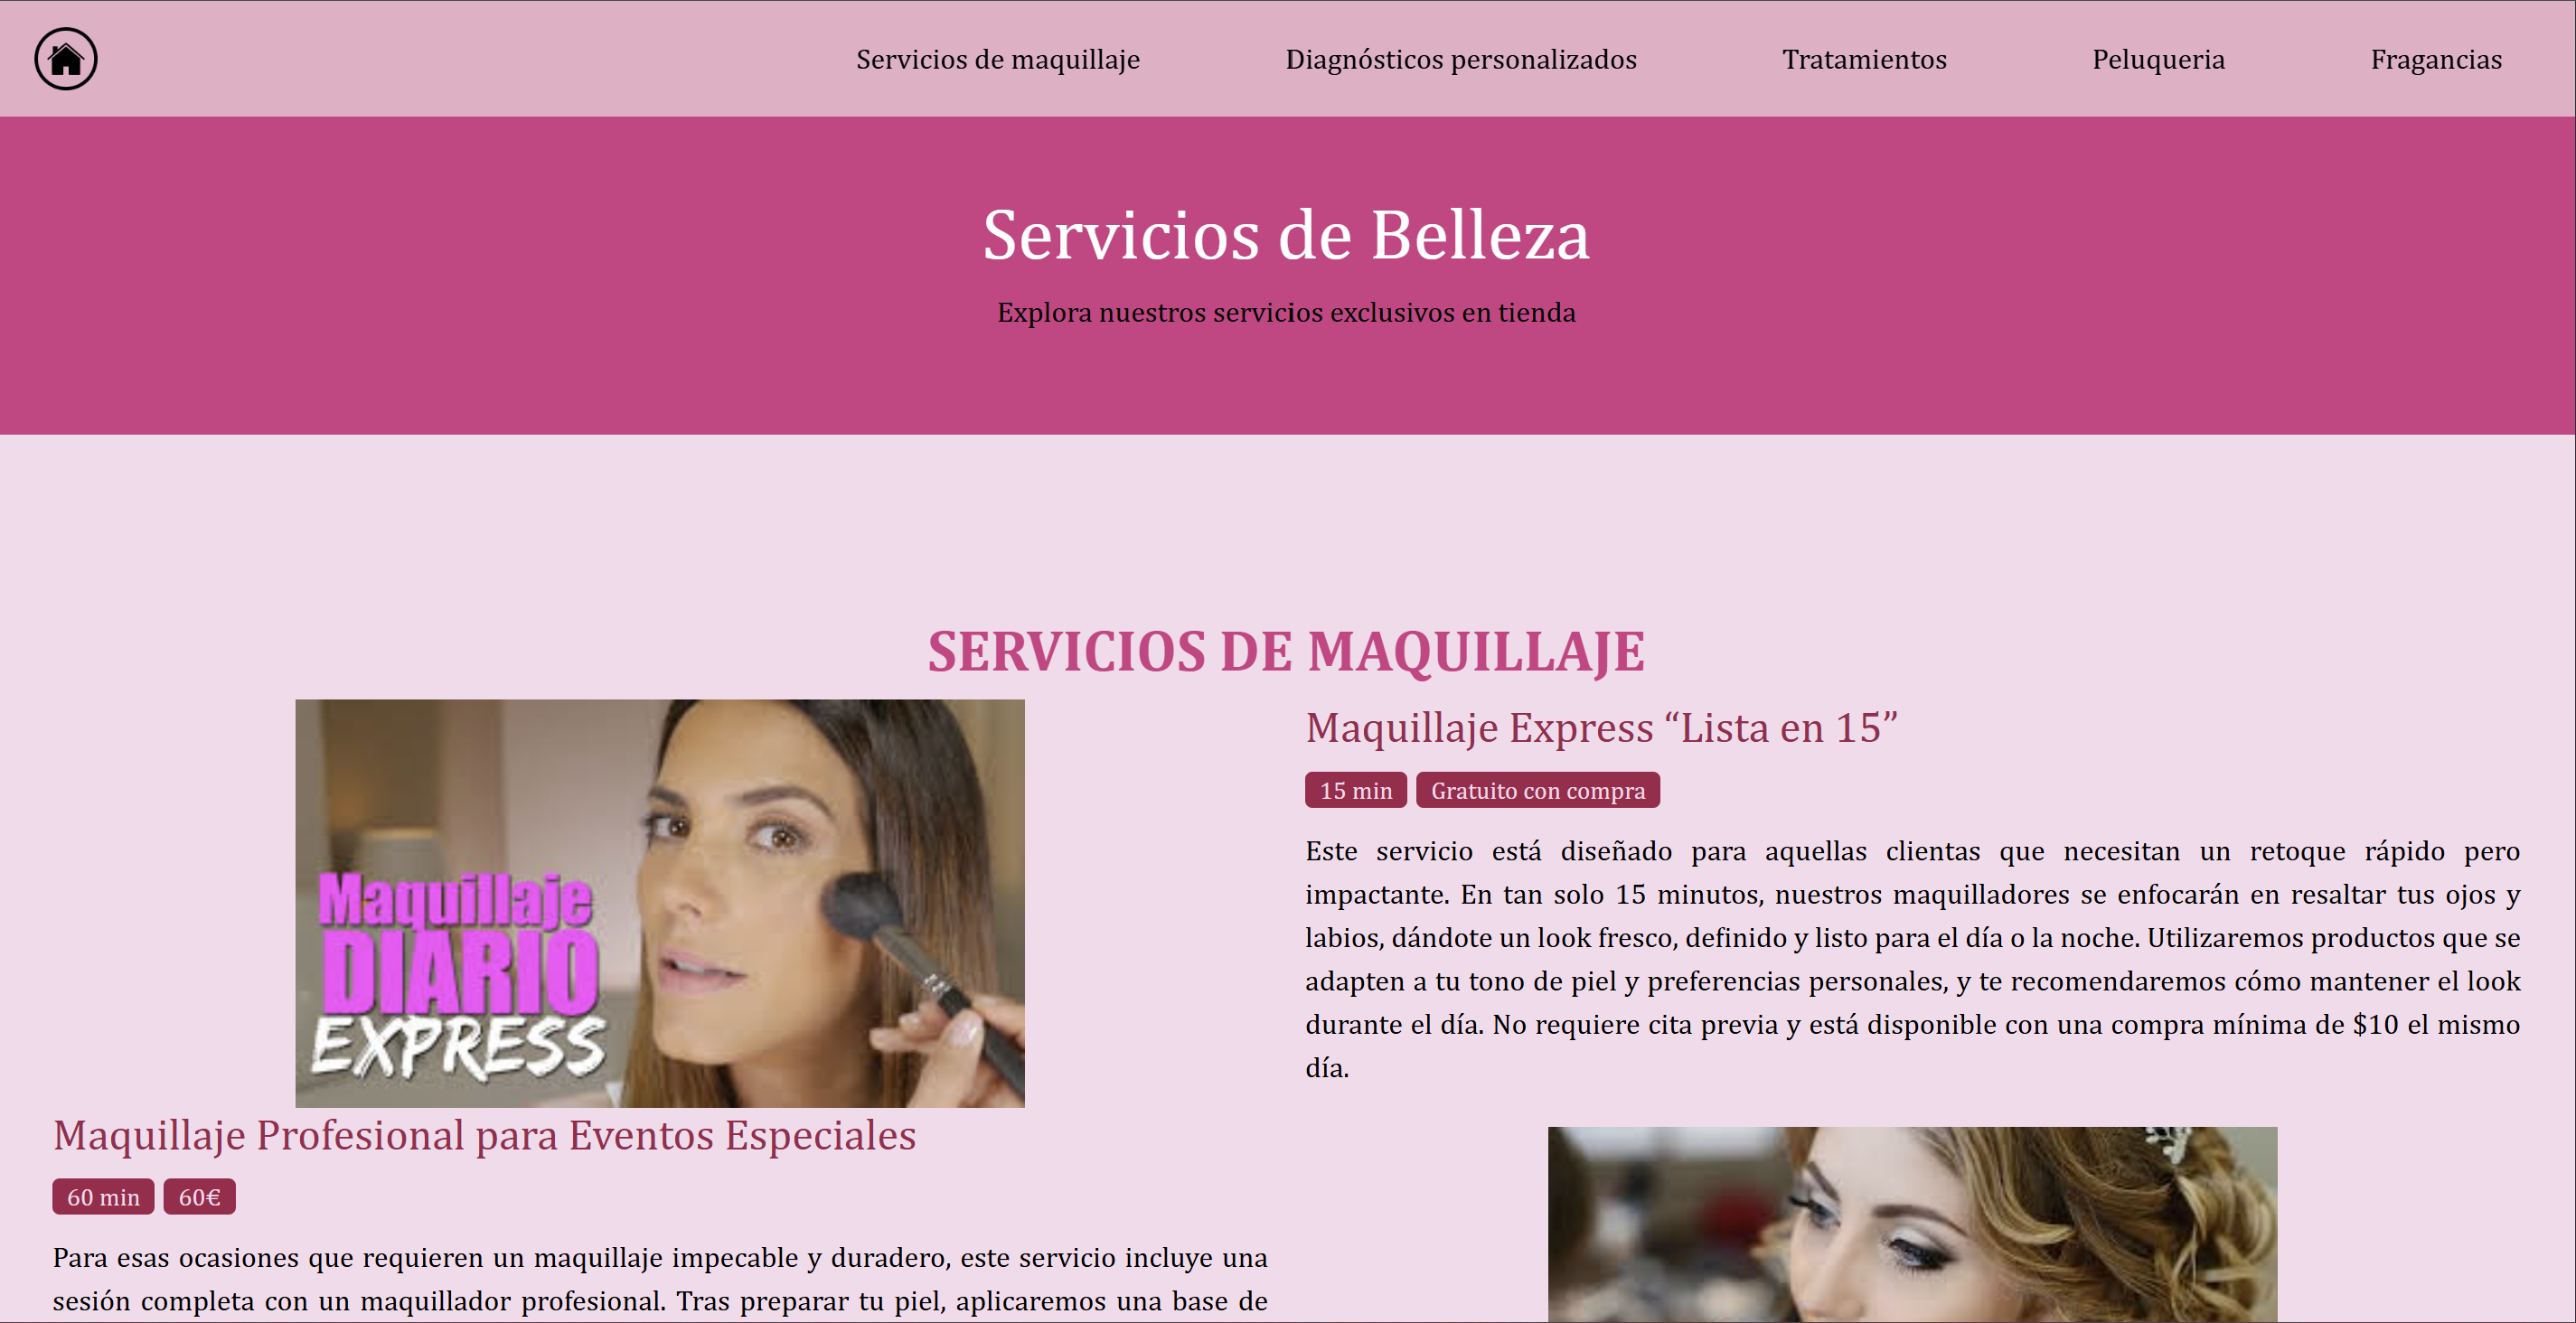 Servicios de maquillaje Diagnósticos personalizados Tratamientos Peluqueria Fragancias
Servicios de Belleza
Explora nuestros servicios exclusivos en tienda
SERVICIOS DE MAQUILLAJE
Maquillaje
DIARIO
EXPRESS
Maquillaje Express “Lista en 15”
15 min Gratuito con compra
Este servicio está diseñado para aquellas clientas que necesitan un retoque rápido pero
impactante. En tan solo 15 minutos, nuestros maquilladores se enfocarán en resaltar tus ojos y
labios, dándote un look fresco, definido y listo para el día o la noche. Utilizaremos productos que se
adapten a tu tono de piel y preferencias personales, y te recomendaremos cómo mantener el look
durante el día. No requiere cita previa y está disponible con una compra mínima de $10 el mismo
día.
Maquillaje Profesional para Eventos Especiales
60 min 60€
Para esas ocasiones que requieren un maquillaje impecable y duradero, este servicio incluye una
sesión completa con un maquillador profesional. Tras preparar tu piel, aplicaremos una base de